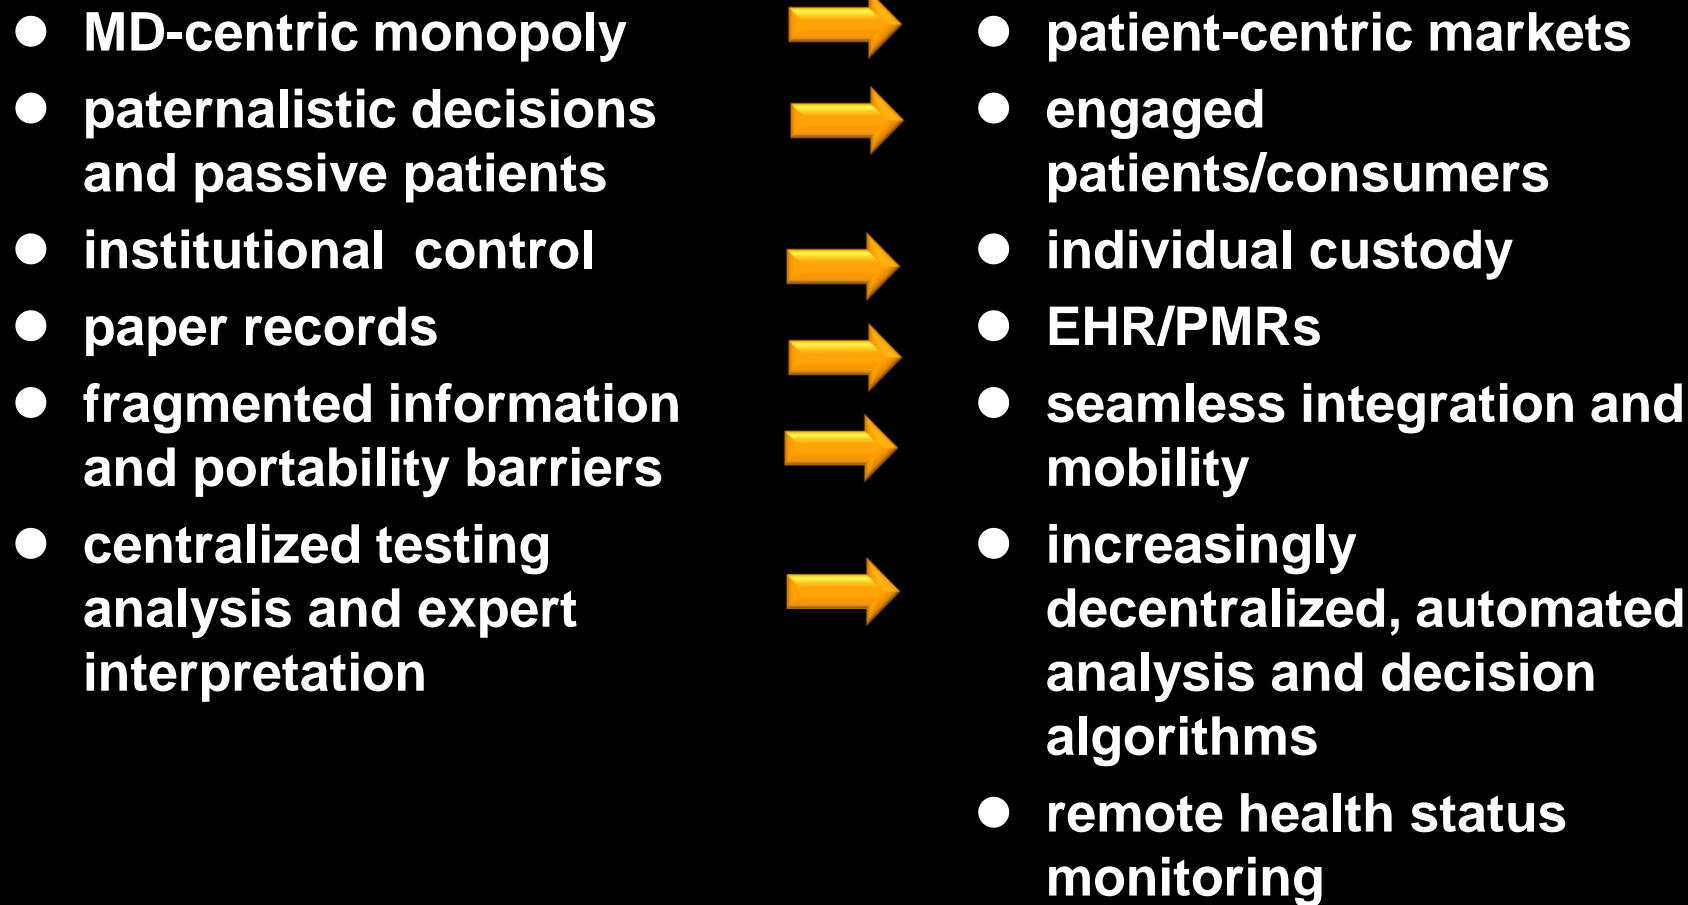 MD-centric monopoly
paternalistic decisions
and passive patients
institutional  control
paper records
fragmented information
and portability barriers
centralized testing
analysis and expert
interpretation
patient-centric markets
engaged
patients/consumers
individual custody
EHR/PMRs
seamless integration and
mobility
increasingly
decentralized, automated
analysis and decision
algorithms
remote health status
monitoring